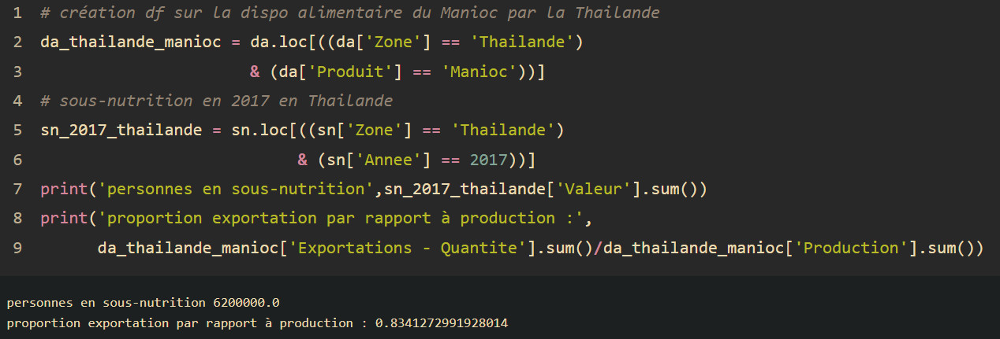 1 # création df sur la dispo alimentaire du Manioc par la Thailande
2 da_thailande_manioc = da.loc[((da['Zone'] == 'Thailande')
3 & (da['Produit'] == 'Manioc'))]
4 # sous-nutrition en 2017 en Thailande
5 sn_2017_thailande = sn.loc[((sn['Zone'] == 'Thailande')
6 & (sn['Annee'] == 2017))]
7 print('personnes en sous-nutrition',sn_2017_thailande['Valeur'].sum())
8 print('proportion exportation par rapport à production :',
9 da_thailande_manioc['Exportations - Quantite'].sum()/da_thailande_manioc['Production'].sum())
personnes en sous-nutrition 6200000.0
proportion exportation par rapport à production : 0.8341272991928014